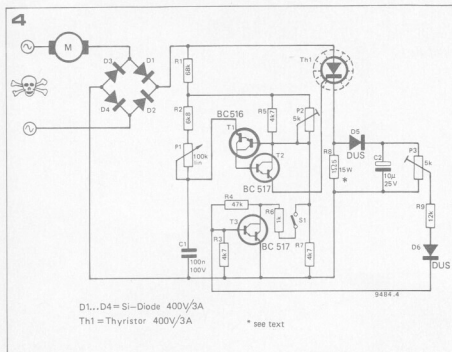 4
M
D3
D1
D4
D2
R1
68k
R2
6k8
P1
100k
C1
100n
100V
BC 516
T1
R5
4k7
P2
5k
T2
BC 517
Th1
D5
DUS
C2
10µ
25V
P3
5k
R8
15W
*
R9
12k
D6
DUS
R4
47k
R6
1k
S1
T3
BC 517
R3
4k7
R7
4k7
9484.4
D1...D4 = Si-Diode 400V/3A
Th1 = Thyristor 400V/3A
* see text